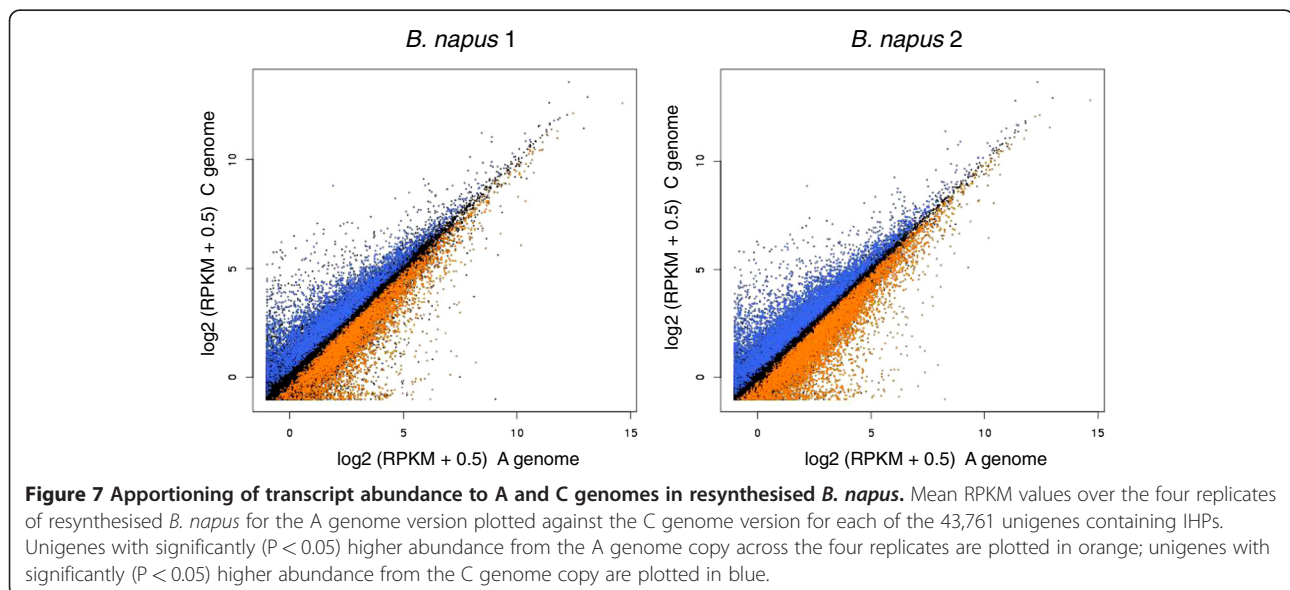 B. napus 1
B. napus 2
log2 (RPKM + 0.5) C genome
10
5
0
0
5
10
15
log2 (RPKM + 0.5) A genome
log2 (RPKM + 0.5) C genome
10
5
0
0
5
10
15
log2 (RPKM + 0.5) A genome
Figure 7 Apportioning of transcript abundance to A and C genomes in resynthesised B. napus. Mean RPKM values over the four replicates
of resynthesised B. napus for the A genome version plotted against the C genome version for each of the 43,761 unigenes containing IHPs.
Unigenes with significantly (P < 0.05) higher abundance from the A genome copy across the four replicates are plotted in orange; unigenes with
significantly (P < 0.05) higher abundance from the C genome copy are plotted in blue.